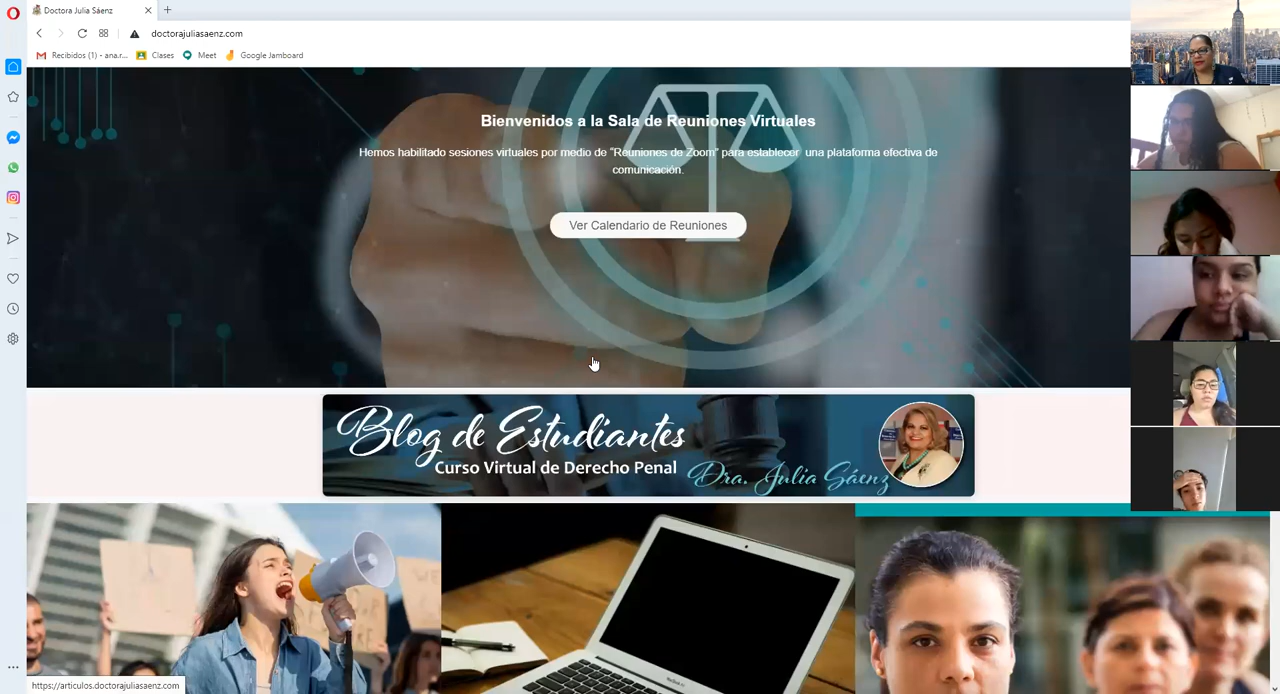 Doctora Julia Sáenz
doctorajuliasaenz.com
Recibidos (1) - ana.r...
Clases
Meet
Google Jamboard
Bienvenidos a la Sala de Reuniones Virtuales
Hemos habilitado sesiones virtuales por medio de "Reuniones de Zoom" para establecer una plataforma efectiva de
comunicación.
Ver Calendario de Reuniones
Blog de Estudiantes
Curso Virtual de Derecho Penal
Dra. Julia Sáenz
https://articulos.doctorajuliasaenz.com